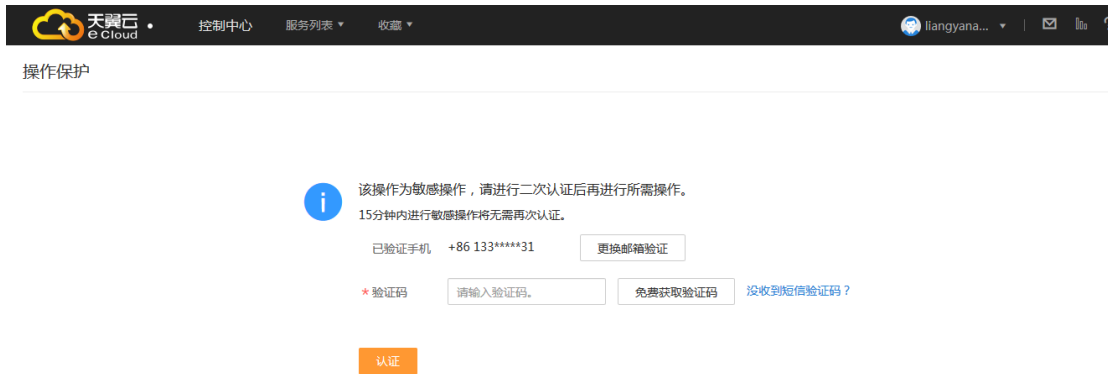 天翼云
e Cloud
控制中心 服务列表 收藏 liangyana...
操作保护
该操作为敏感操作，请进行二次认证后再进行所需操作。
15分钟内进行敏感操作将无需再次认证。
已验证手机 +86 133*****31 更换邮箱验证
*验证码 请输入验证码。 免费获取验证码 没收到短信验证码？
认证